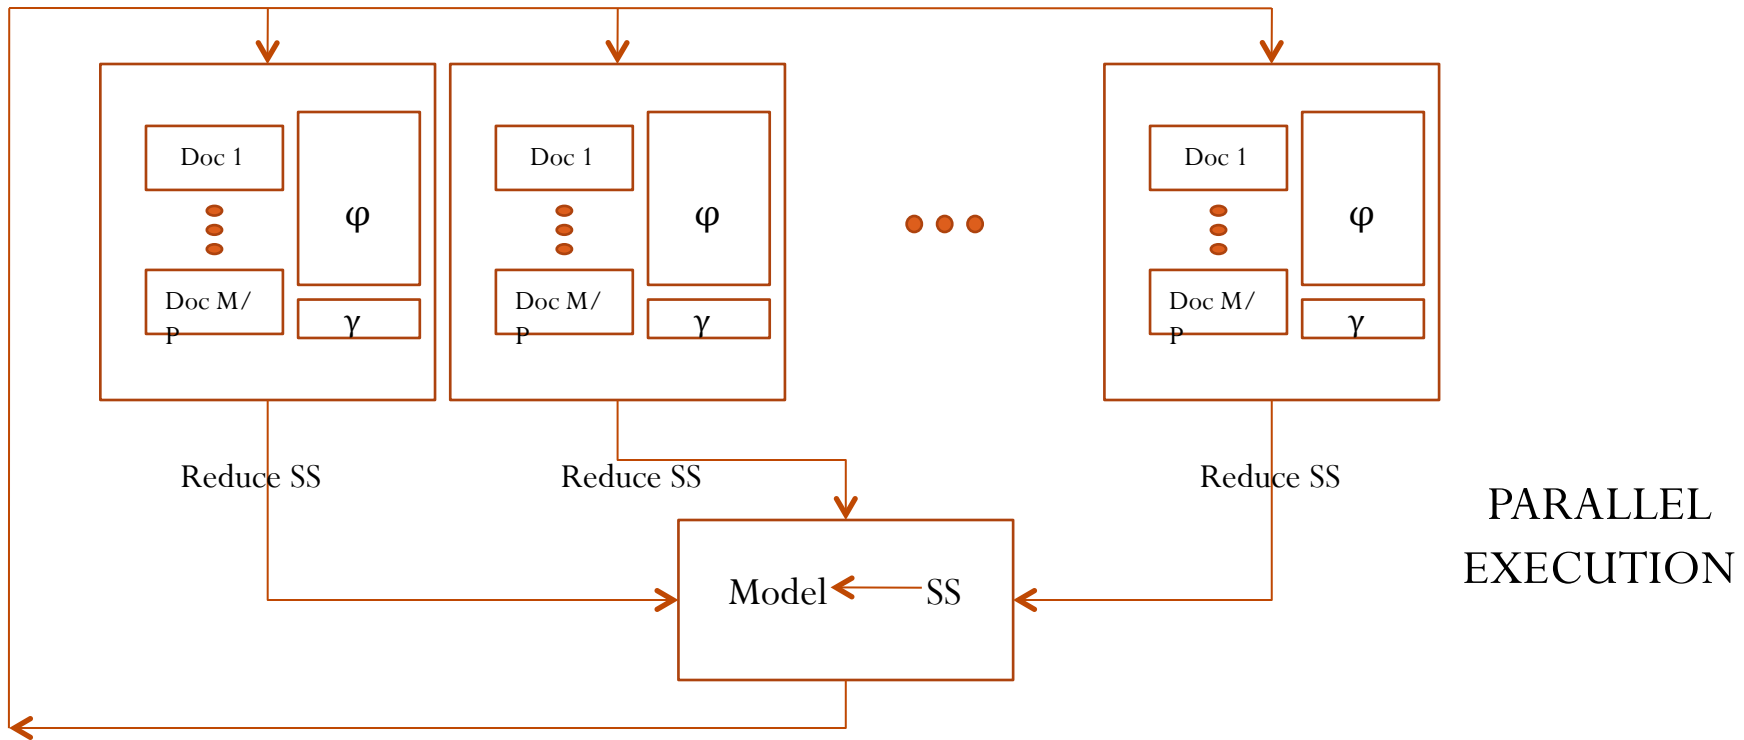 Doc 1
φ
Doc M/
P
γ
Doc 1
φ
Doc M/
P
γ
Doc 1
φ
Doc M/
P
γ
Reduce SS
Reduce SS
Reduce SS
PARALLEL
EXECUTION
Model
SS